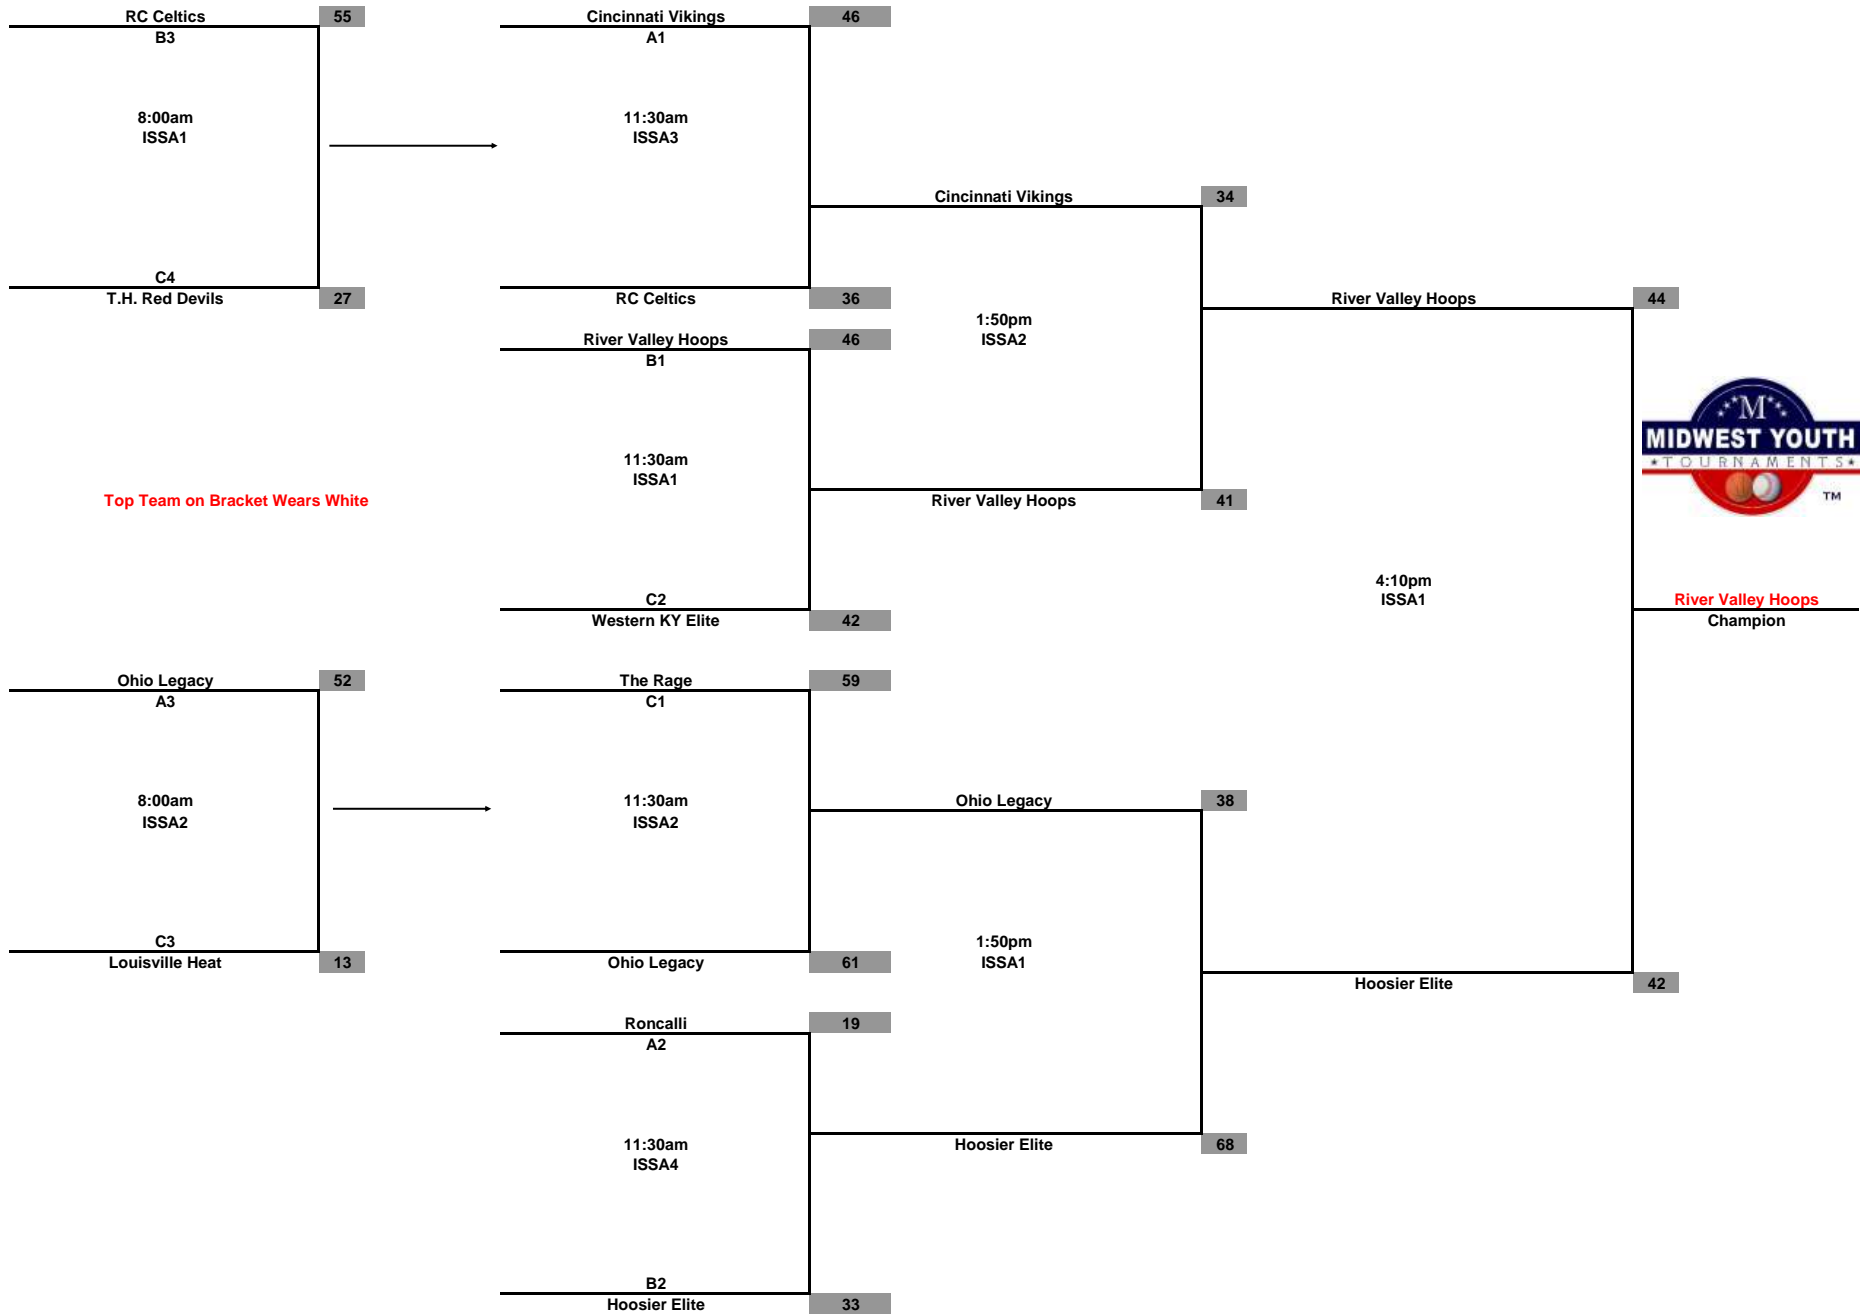 RC Celtics 55
B3
8:00am
ISSA1
C4
T.H. Red Devils 27
Cincinnati Vikings 46
A1
11:30am
ISSA3
RC Celtics 36
River Valley Hoops 46
B1
11:30am
ISSA1
C2
Western KY Elite 42
Top Team on Bracket Wears White
Ohio Legacy 52
A3
8:00am
ISSA2
C3
Louisville Heat 13
The Rage 59
C1
11:30am
ISSA2
Ohio Legacy 61
Roncalli 19
A2
11:30am
ISSA4
B2
Hoosier Elite 33
Cincinnati Vikings 34
1:50pm
ISSA2
River Valley Hoops 41
Ohio Legacy 38
1:50pm
ISSA1
Hoosier Elite 68
River Valley Hoops 44
4:10pm
ISSA1
Hoosier Elite 42
M
MIDWEST YOUTH
TOURNAMENTS
TM
River Valley Hoops
Champion